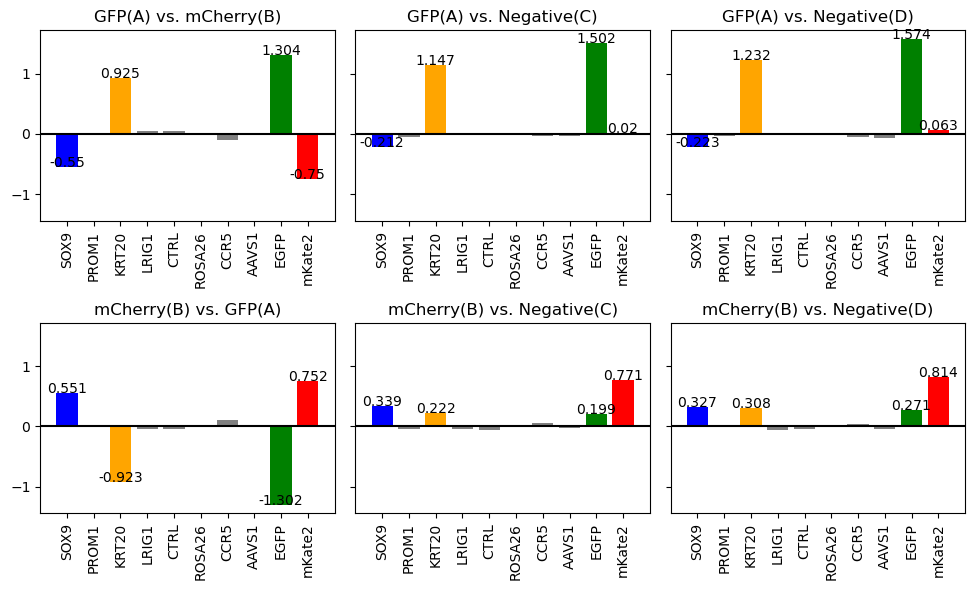 GFP(A) vs. mCherry(B)
GFP(A) vs. Negative(C)
GFP(A) vs. Negative(D)
1
0
−1
-0.55
0.925
1.304
-0.75
SOX9
PROM1
KRT20
LRIG1
CTRL
ROSA26
CCR5
AAVS1
EGFP
mKate2
-0.212
1.147
1.502
0.02
SOX9
PROM1
KRT20
LRIG1
CTRL
ROSA26
CCR5
AAVS1
EGFP
mKate2
-0.223
1.232
1.574
0.063
SOX9
PROM1
KRT20
LRIG1
CTRL
ROSA26
CCR5
AAVS1
EGFP
mKate2
mCherry(B) vs. GFP(A)
mCherry(B) vs. Negative(C)
mCherry(B) vs. Negative(D)
1
0
−1
0.551
-0.923
-1.302
0.752
SOX9
PROM1
KRT20
LRIG1
CTRL
ROSA26
CCR5
AAVS1
EGFP
mKate2
0.339
0.222
0.199
0.771
SOX9
PROM1
KRT20
LRIG1
CTRL
ROSA26
CCR5
AAVS1
EGFP
mKate2
0.327
0.308
0.271
0.814
SOX9
PROM1
KRT20
LRIG1
CTRL
ROSA26
CCR5
AAVS1
EGFP
mKate2